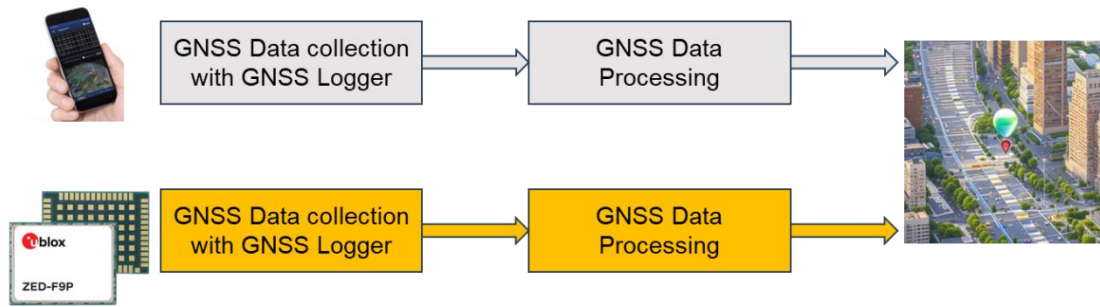 GNSS Data collection
with GNSS Logger
GNSS Data
Processing
GNSS Data collection
with GNSS Logger
GNSS Data
Processing
ublox
ZED-F9P